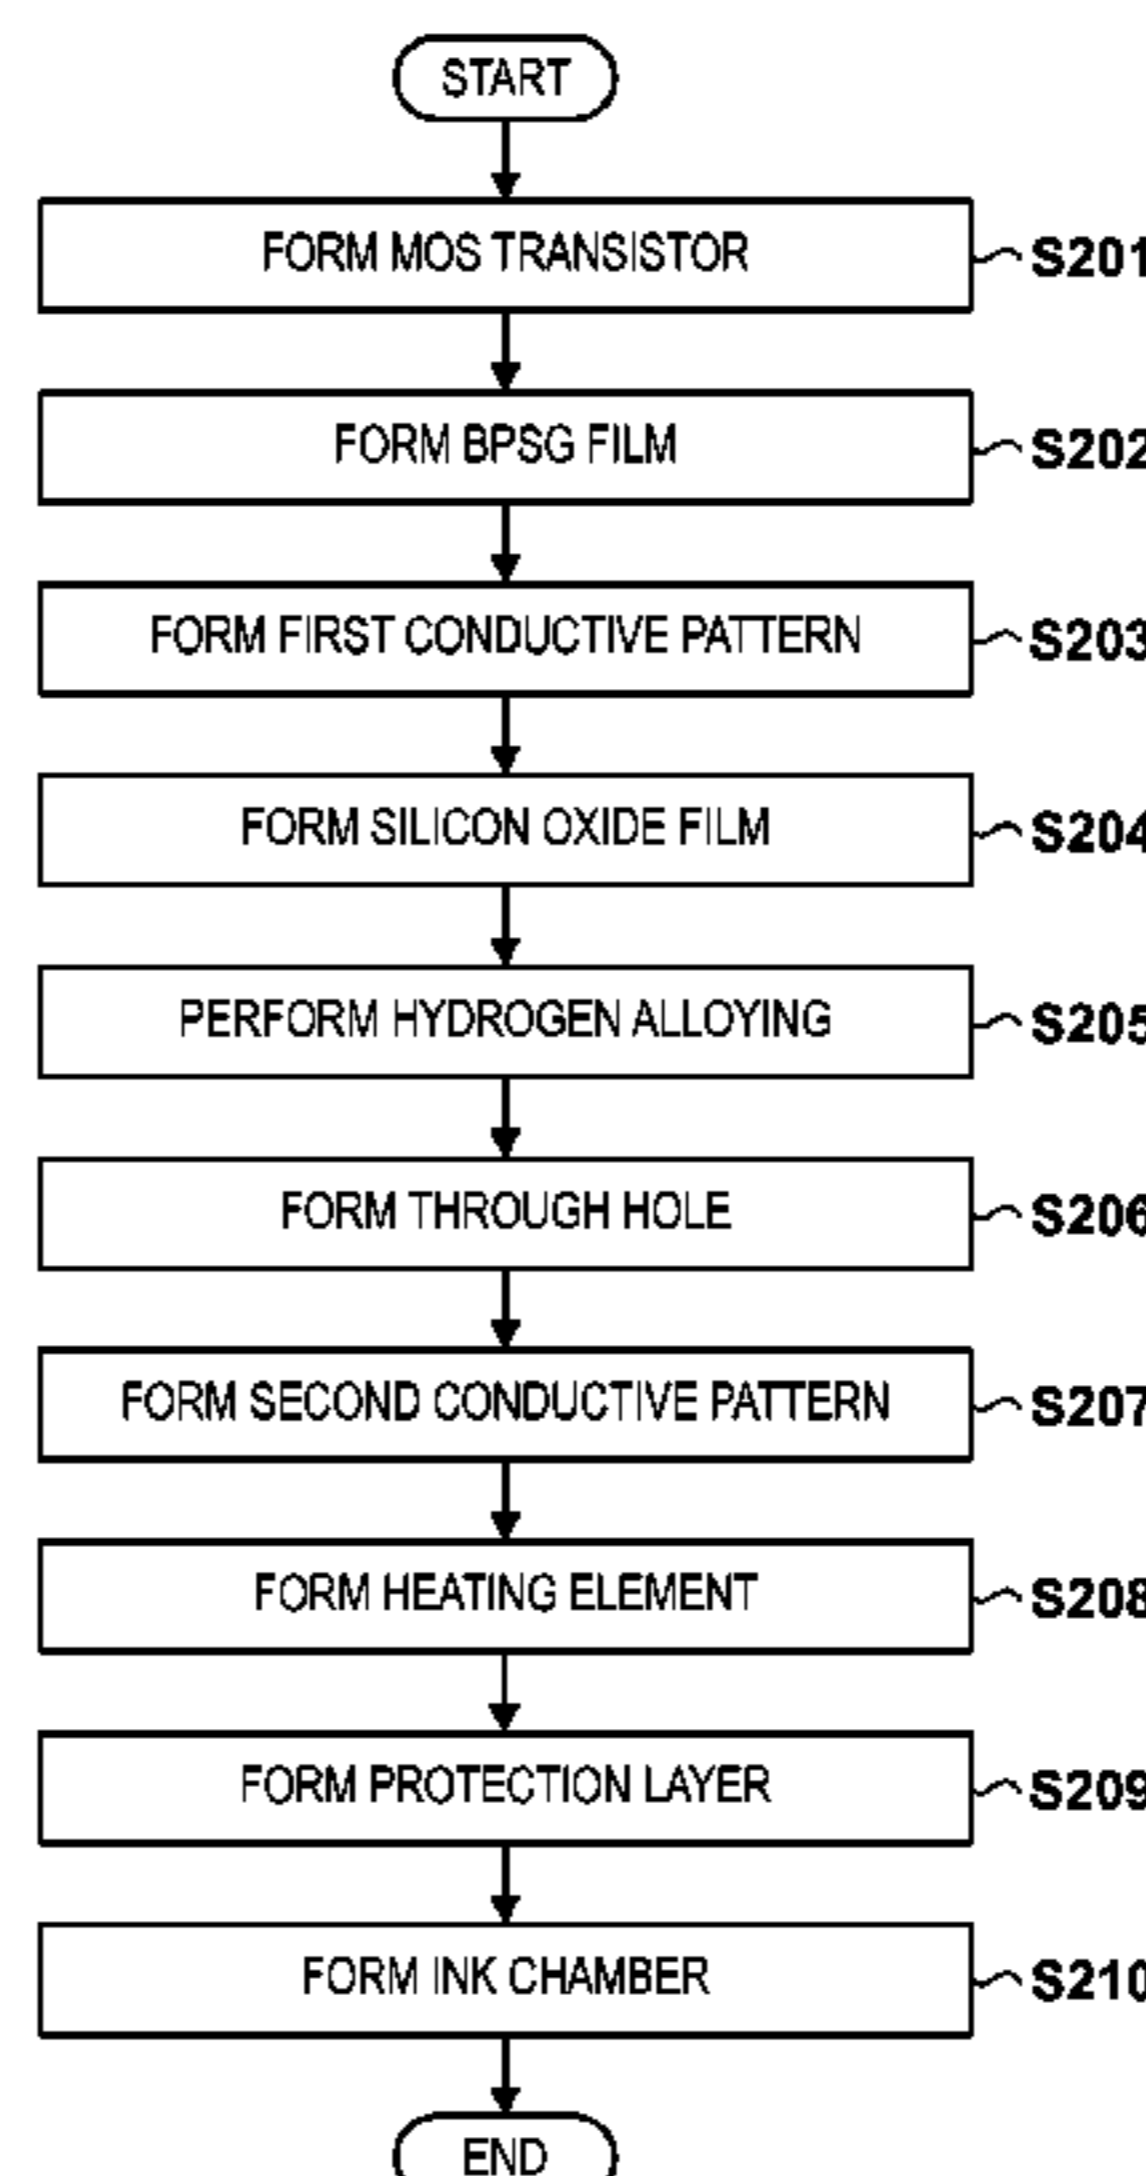 START
FORM MOS TRANSISTOR S201
FORM BPSG FILM S202
FORM FIRST CONDUCTIVE PATTERN S203
FORM SILICON OXIDE FILM S204
PERFORM HYDROGEN ALLOYING S205
FORM THROUGH HOLE S206
FORM SECOND CONDUCTIVE PATTERN S207
FORM HEATING ELEMENT S208
FORM PROTECTION LAYER S209
FORM INK CHAMBER S210
END